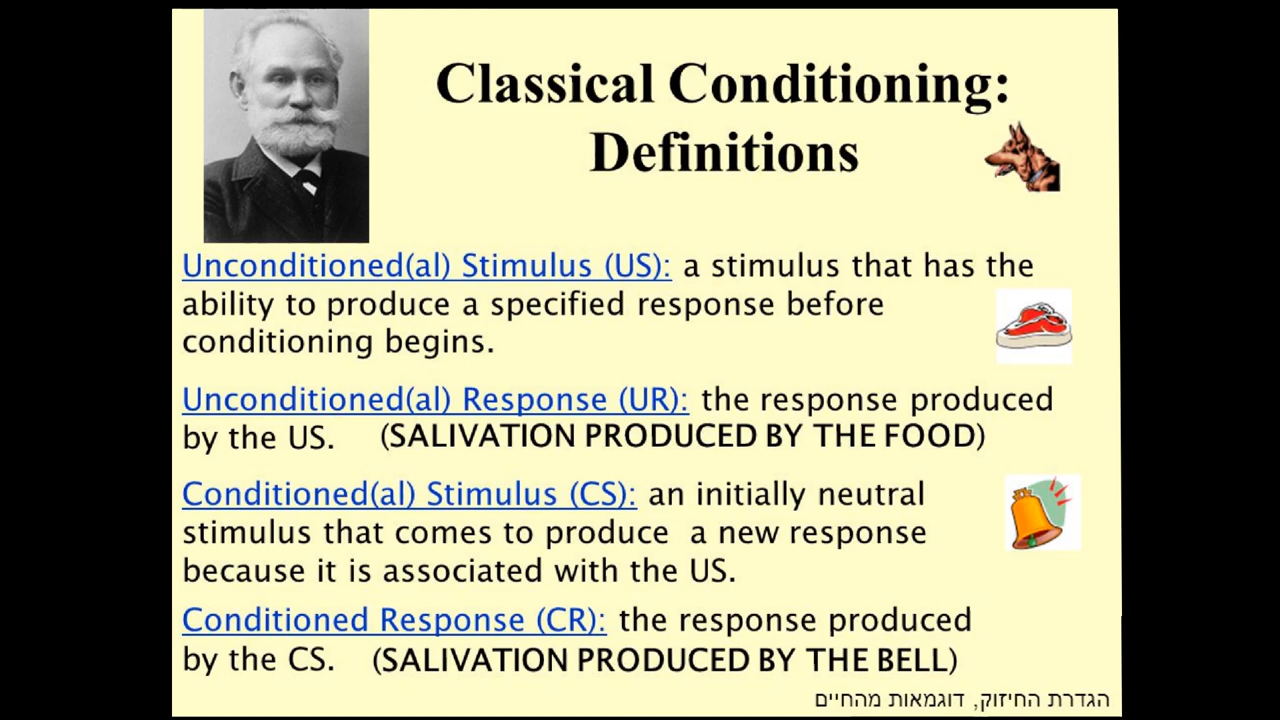 Classical Conditioning:
Definitions
Unconditioned(al) Stimulus (US): a stimulus that has the
ability to produce a specified response before
conditioning begins.
Unconditioned(al) Response (UR): the response produced
by the US. (SALIVATION PRODUCED BY THE FOOD)
Conditioned(al) Stimulus (CS): an initially neutral
stimulus that comes to produce a new response
because it is associated with the US.
Conditioned Response (CR): the response produced
by the CS. (SALIVATION PRODUCED BY THE BELL)
הגדרת החיזוק, דוגמאות מהחיים